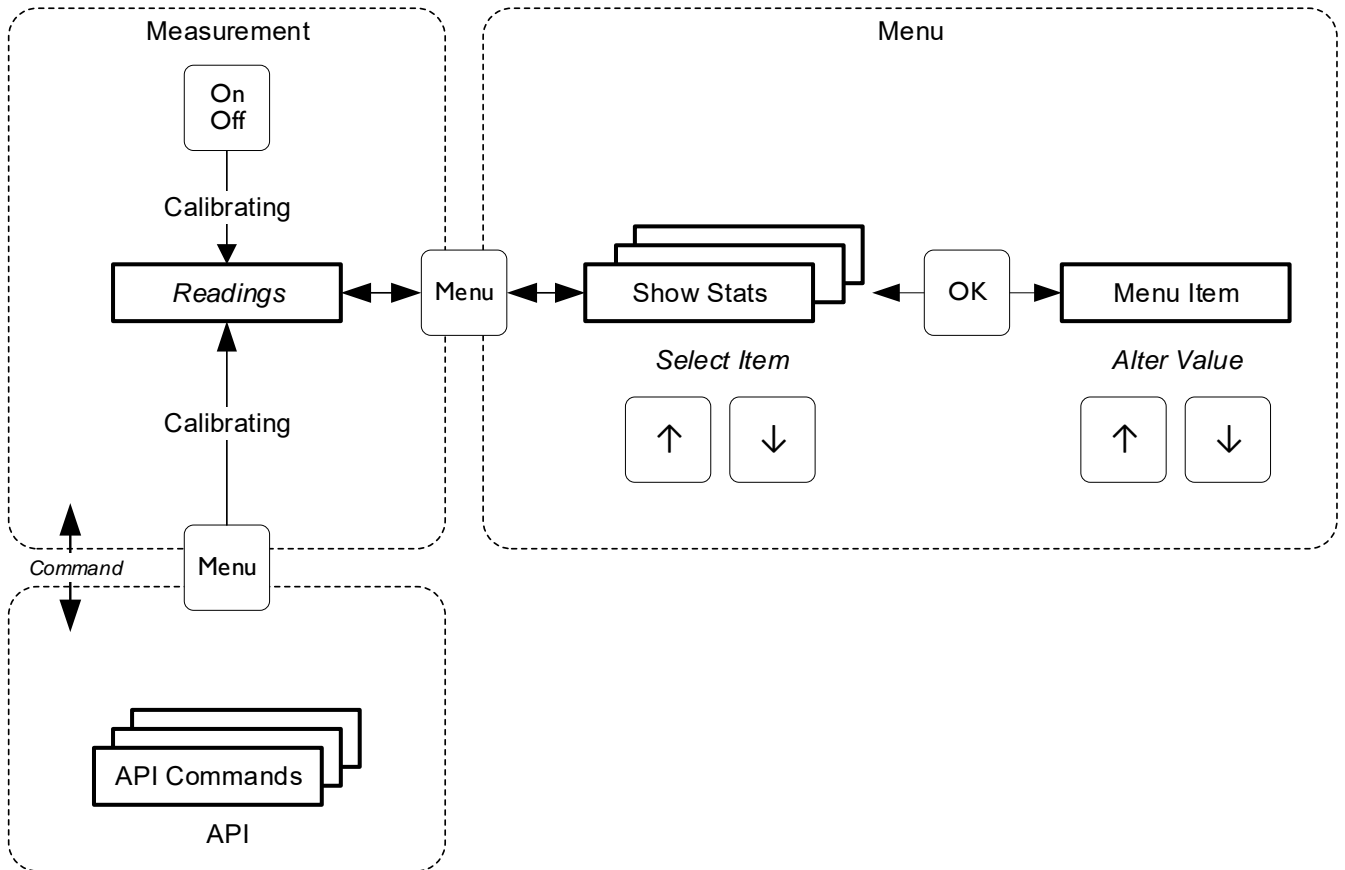 Measurement
Menu
On
Off
Calibrating
Readings
Menu
Show Stats
OK
Menu Item
Select Item
Alter Value
↑
↓
↑
↓
Calibrating
Command
Menu
API Commands
API